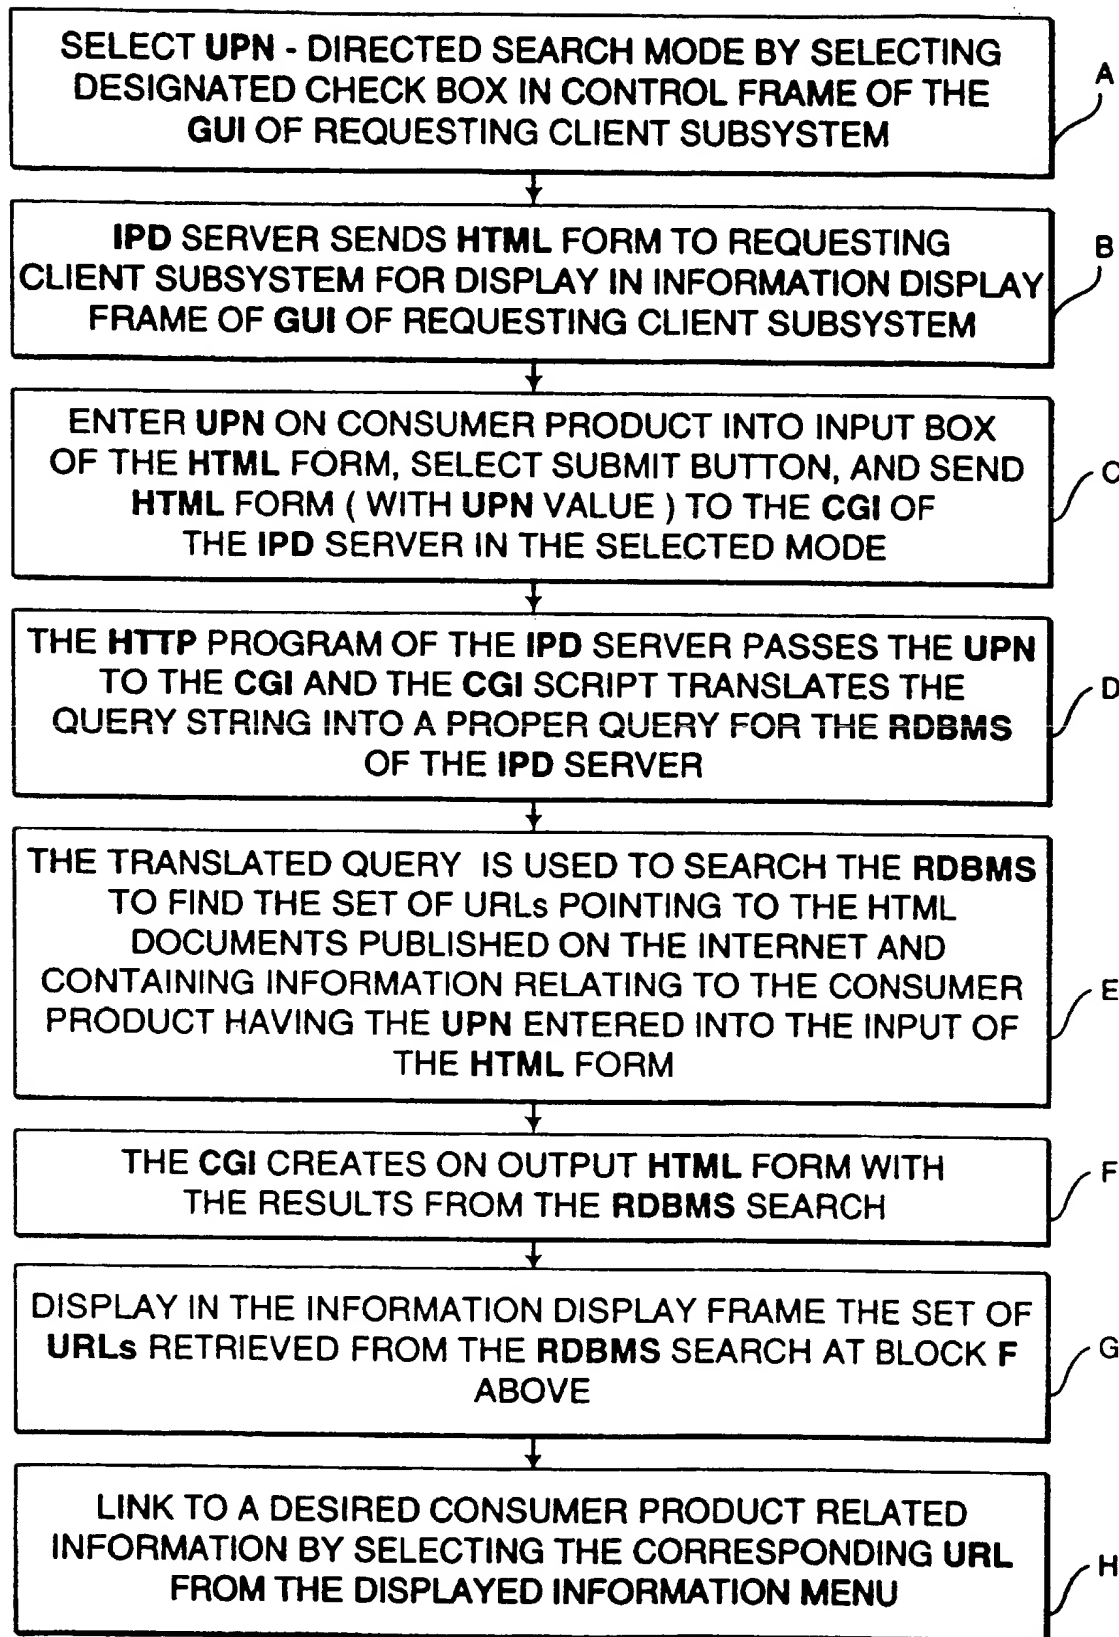 SELECT UPN - DIRECTED SEARCH MODE BY SELECTING
DESIGNATED CHECK BOX IN CONTROL FRAME OF THE
GUI OF REQUESTING CLIENT SUBSYSTEM
A
IPD SERVER SENDS HTML FORM TO REQUESTING
CLIENT SUBSYSTEM FOR DISPLAY IN INFORMATION DISPLAY
FRAME OF GUI OF REQUESTING CLIENT SUBSYSTEM
B
ENTER UPN ON CONSUMER PRODUCT INTO INPUT BOX
OF THE HTML FORM, SELECT SUBMIT BUTTON, AND SEND
HTML FORM ( WITH UPN VALUE ) TO THE CGI OF
THE IPD SERVER IN THE SELECTED MODE
C
THE HTTP PROGRAM OF THE IPD SERVER PASSES THE UPN
TO THE CGI AND THE CGI SCRIPT TRANSLATES THE
QUERY STRING INTO A PROPER QUERY FOR THE RDBMS
OF THE IPD SERVER
D
THE TRANSLATED QUERY IS USED TO SEARCH THE RDBMS
TO FIND THE SET OF URLs POINTING TO THE HTML
DOCUMENTS PUBLISHED ON THE INTERNET AND
CONTAINING INFORMATION RELATING TO THE CONSUMER
PRODUCT HAVING THE UPN ENTERED INTO THE INPUT OF
THE HTML FORM
E
THE CGI CREATES ON OUTPUT HTML FORM WITH
THE RESULTS FROM THE RDBMS SEARCH
F
DISPLAY IN THE INFORMATION DISPLAY FRAME THE SET OF
URLs RETRIEVED FROM THE RDBMS SEARCH AT BLOCK F
ABOVE
G
LINK TO A DESIRED CONSUMER PRODUCT RELATED
INFORMATION BY SELECTING THE CORRESPONDING URL
FROM THE DISPLAYED INFORMATION MENU
H